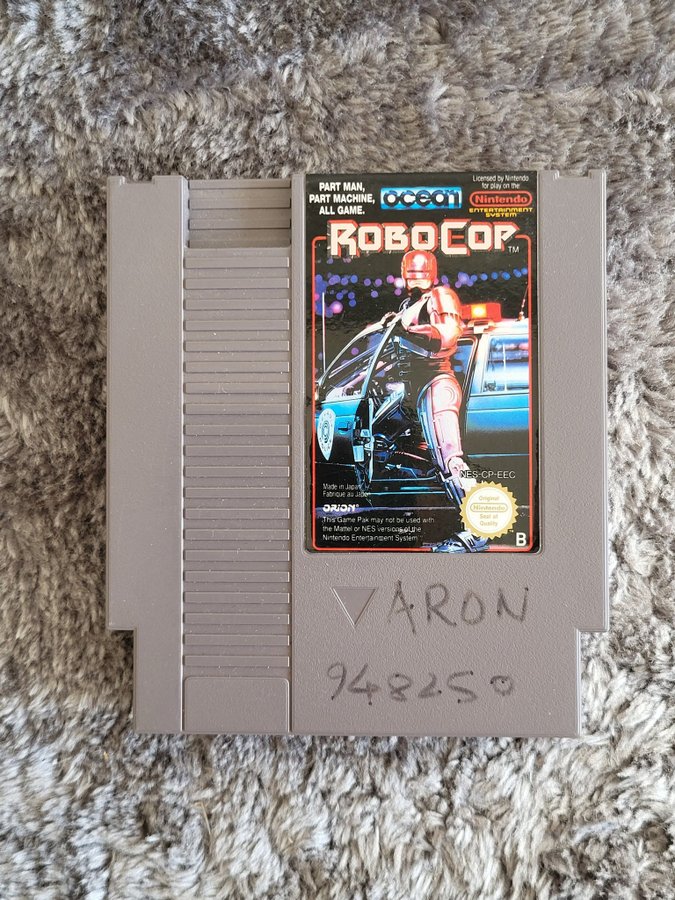 PART MAN,
PART MACHINE,
ALL GAME.
ocean
Licensed by Nintendo
for play on the
Nintendo
ENTERTAINMENT
SYSTEM
ROBOCOP TM
NES-CP-EEC
Made in Japan
Fabriqué au Japon
ORION
This Game Pak may not be used with
the Mattel or NES versions of the
Nintendo Entertainment System
Original
Nintendo
Seal of
Quality
B
ARON
948250